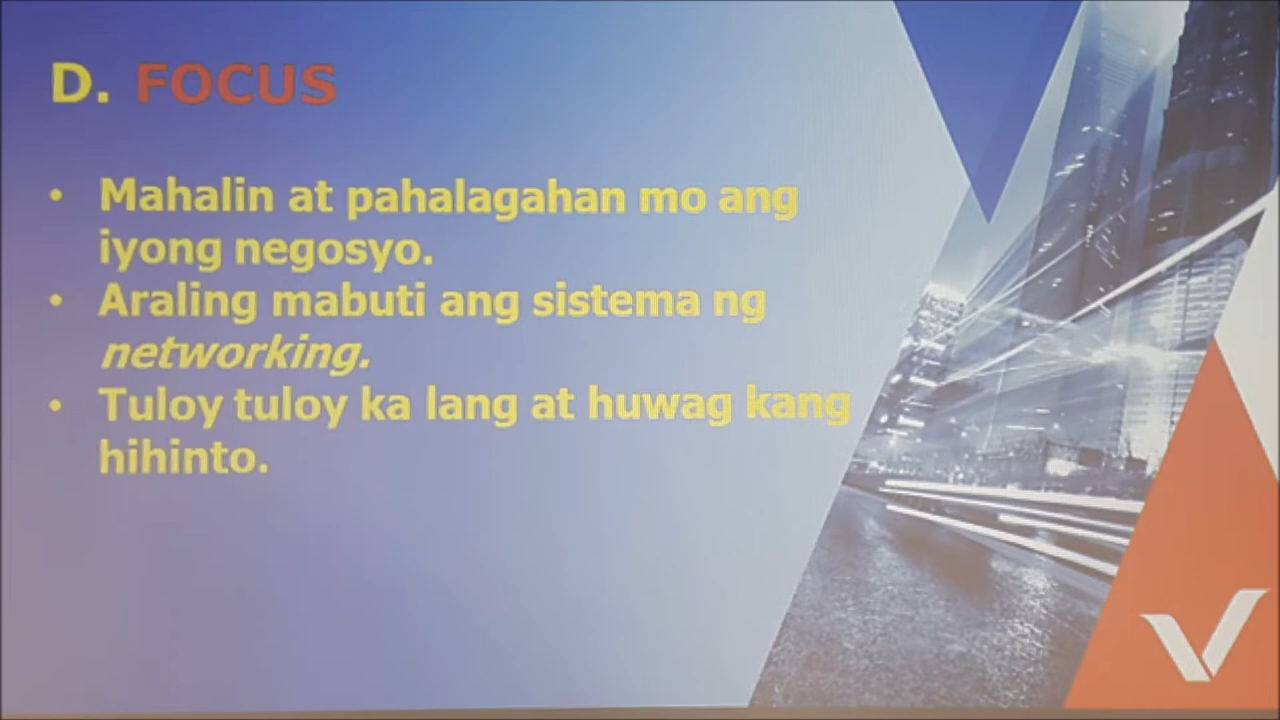 D. FOCUS
• Mahalin at pahalagahan mo ang
iyong negosyo.
• Araling mabuti ang sistema ng
networking.
• Tuloy tuloy ka lang at huwag kang
hihinto.